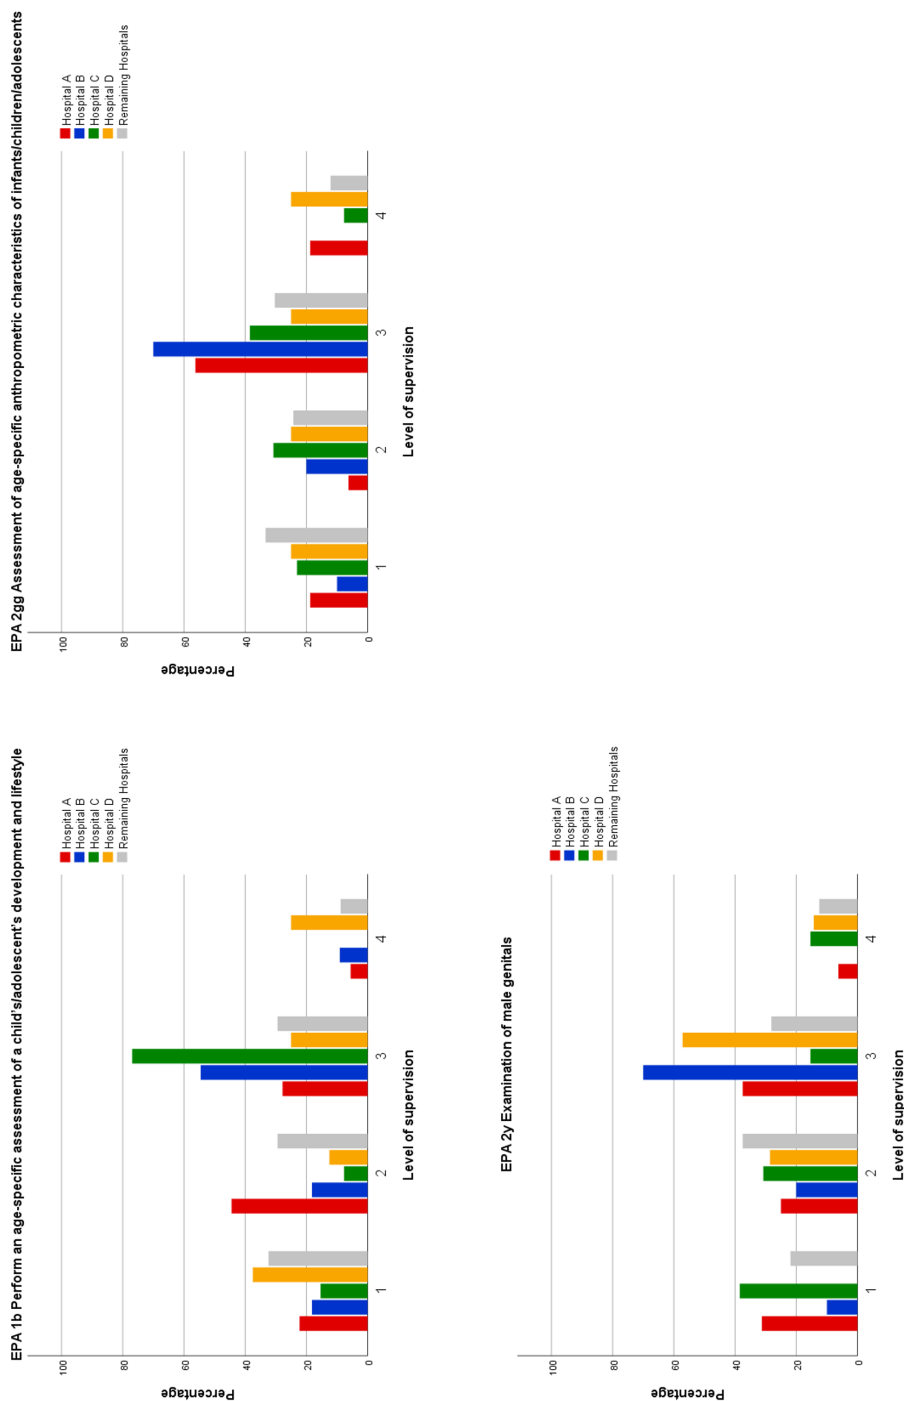 EPA 1b Perform an age-specific assessment of a child's/adolescent's development and lifestyle
Hospital A
Hospital B
Hospital C
Hospital D
Remaining Hospitals
Percentage
100
80
60
40
20
0
1
2
3
4
Level of supervision
EPA 2gg Assessment of age-specific anthropometric characteristics of infants/children/adolescents
Hospital A
Hospital B
Hospital C
Hospital D
Remaining Hospitals
Percentage
100
80
60
40
20
0
1
2
3
4
Level of supervision
EPA 2y Examination of male genitals
Hospital A
Hospital B
Hospital C
Hospital D
Remaining Hospitals
Percentage
100
80
60
40
20
0
1
2
3
4
Level of supervision